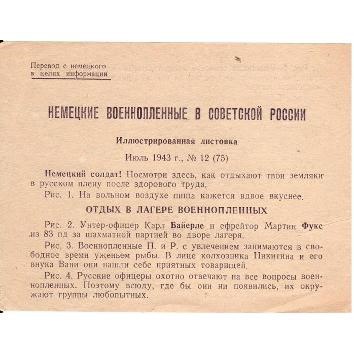 Перевод с немецкого
в целях информации
НЕМЕЦКИЕ ВОЕННОПЛЕННЫЕ В СОВЕТСКОЙ РОССИИ
Иллюстрированная листовка
Июль 1943 г., № 12 (75)
Немецкий солдат! Посмотри здесь, как отдыхают твои земляки
в русском плену после здорового труда.
Рис. 1. На вольном воздухе пища кажется вдвое вкуснее.
ОТДЫХ В ЛАГЕРЕ ВОЕННОПЛЕННЫХ
Рис. 2. Унтер-офицер Карл Байерле и ефрейтор Мартин Фукс
из 83 пд за шахматной партией во дворе лагеря.
Рис. 3. Военнопленные П. и Р. с увлечением занимаются в сво-
бодное время ужением рыбы. В лице колхозника Никитина и его
внука Вани они нашли себе приятных товарищей.
Рис. 4. Русские офицеры охотно отвечают на все вопросы воен-
нопленных. Поэтому всюду, где бы они на появились, их окру-
жают группы любопытных.